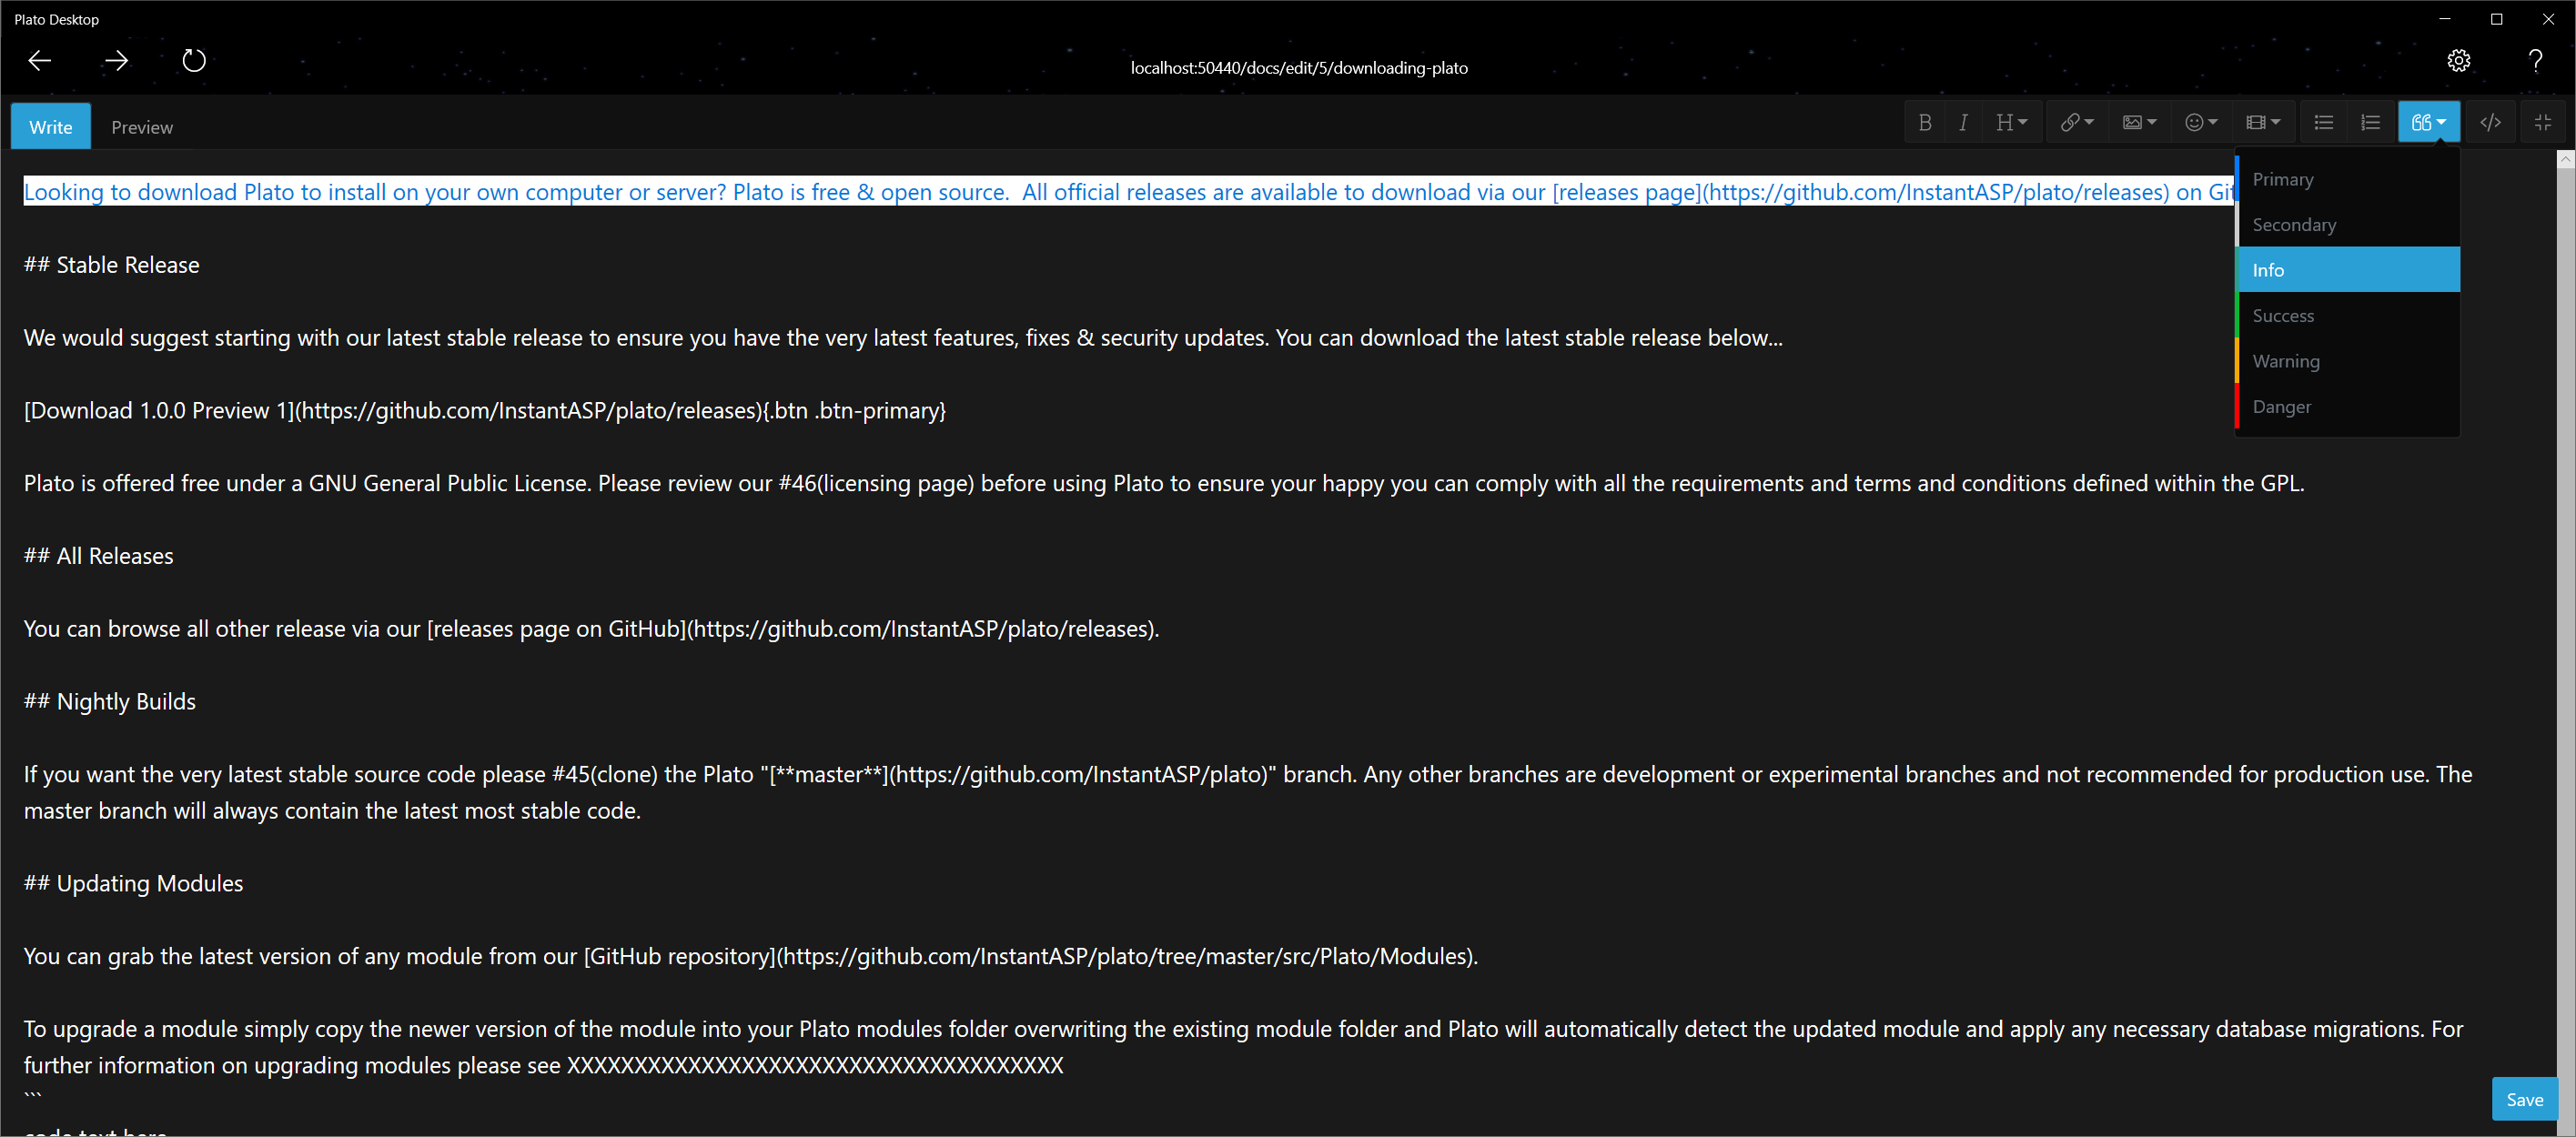 Plato Desktop
localhost:50440/docs/edit/5/downloading-plato
Write
Preview
B I H
Looking to download Plato to install on your own computer or server? Plato is free & open source.  All official releases are available to download via our [releases page](https://github.com/InstantASP/plato/releases) on
Primary
Secondary
Info
Success
Warning
Danger
## Stable Release
We would suggest starting with our latest stable release to ensure you have the very latest features, fixes & security updates. You can download the latest stable release below...
[Download 1.0.0 Preview 1](https://github.com/InstantASP/plato/releases){.btn .btn-primary}
Plato is offered free under a GNU General Public License. Please review our #46(licensing page) before using Plato to ensure your happy you can comply with all the requirements and terms and conditions defined within the GPL.
## All Releases
You can browse all other release via our [releases page on GitHub](https://github.com/InstantASP/plato/releases).
## Nightly Builds
If you want the very latest stable source code please #45(clone) the Plato "[**master**](https://github.com/InstantASP/plato)" branch. Any other branches are development or experimental branches and not recommended for production use. The
master branch will always contain the latest most stable code.
## Updating Modules
You can grab the latest version of any module from our [GitHub repository](https://github.com/InstantASP/plato/tree/master/src/Plato/Modules).
To upgrade a module simply copy the newer version of the module into your Plato modules folder overwriting the existing module folder and Plato will automatically detect the updated module and apply any necessary database migrations. For
further information on upgrading modules please see XXXXXXXXXXXXXXXXXXXXXXXXXXXXXXXXXXXXX
```
code text here
Save